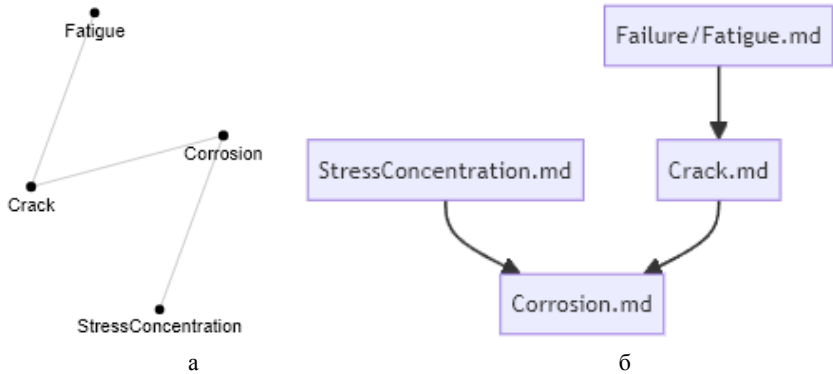 Fatigue
Corrosion
Crack
StressConcentration
а
Failure/Fatigue.md
StressConcentration.md
Crack.md
Corrosion.md
б